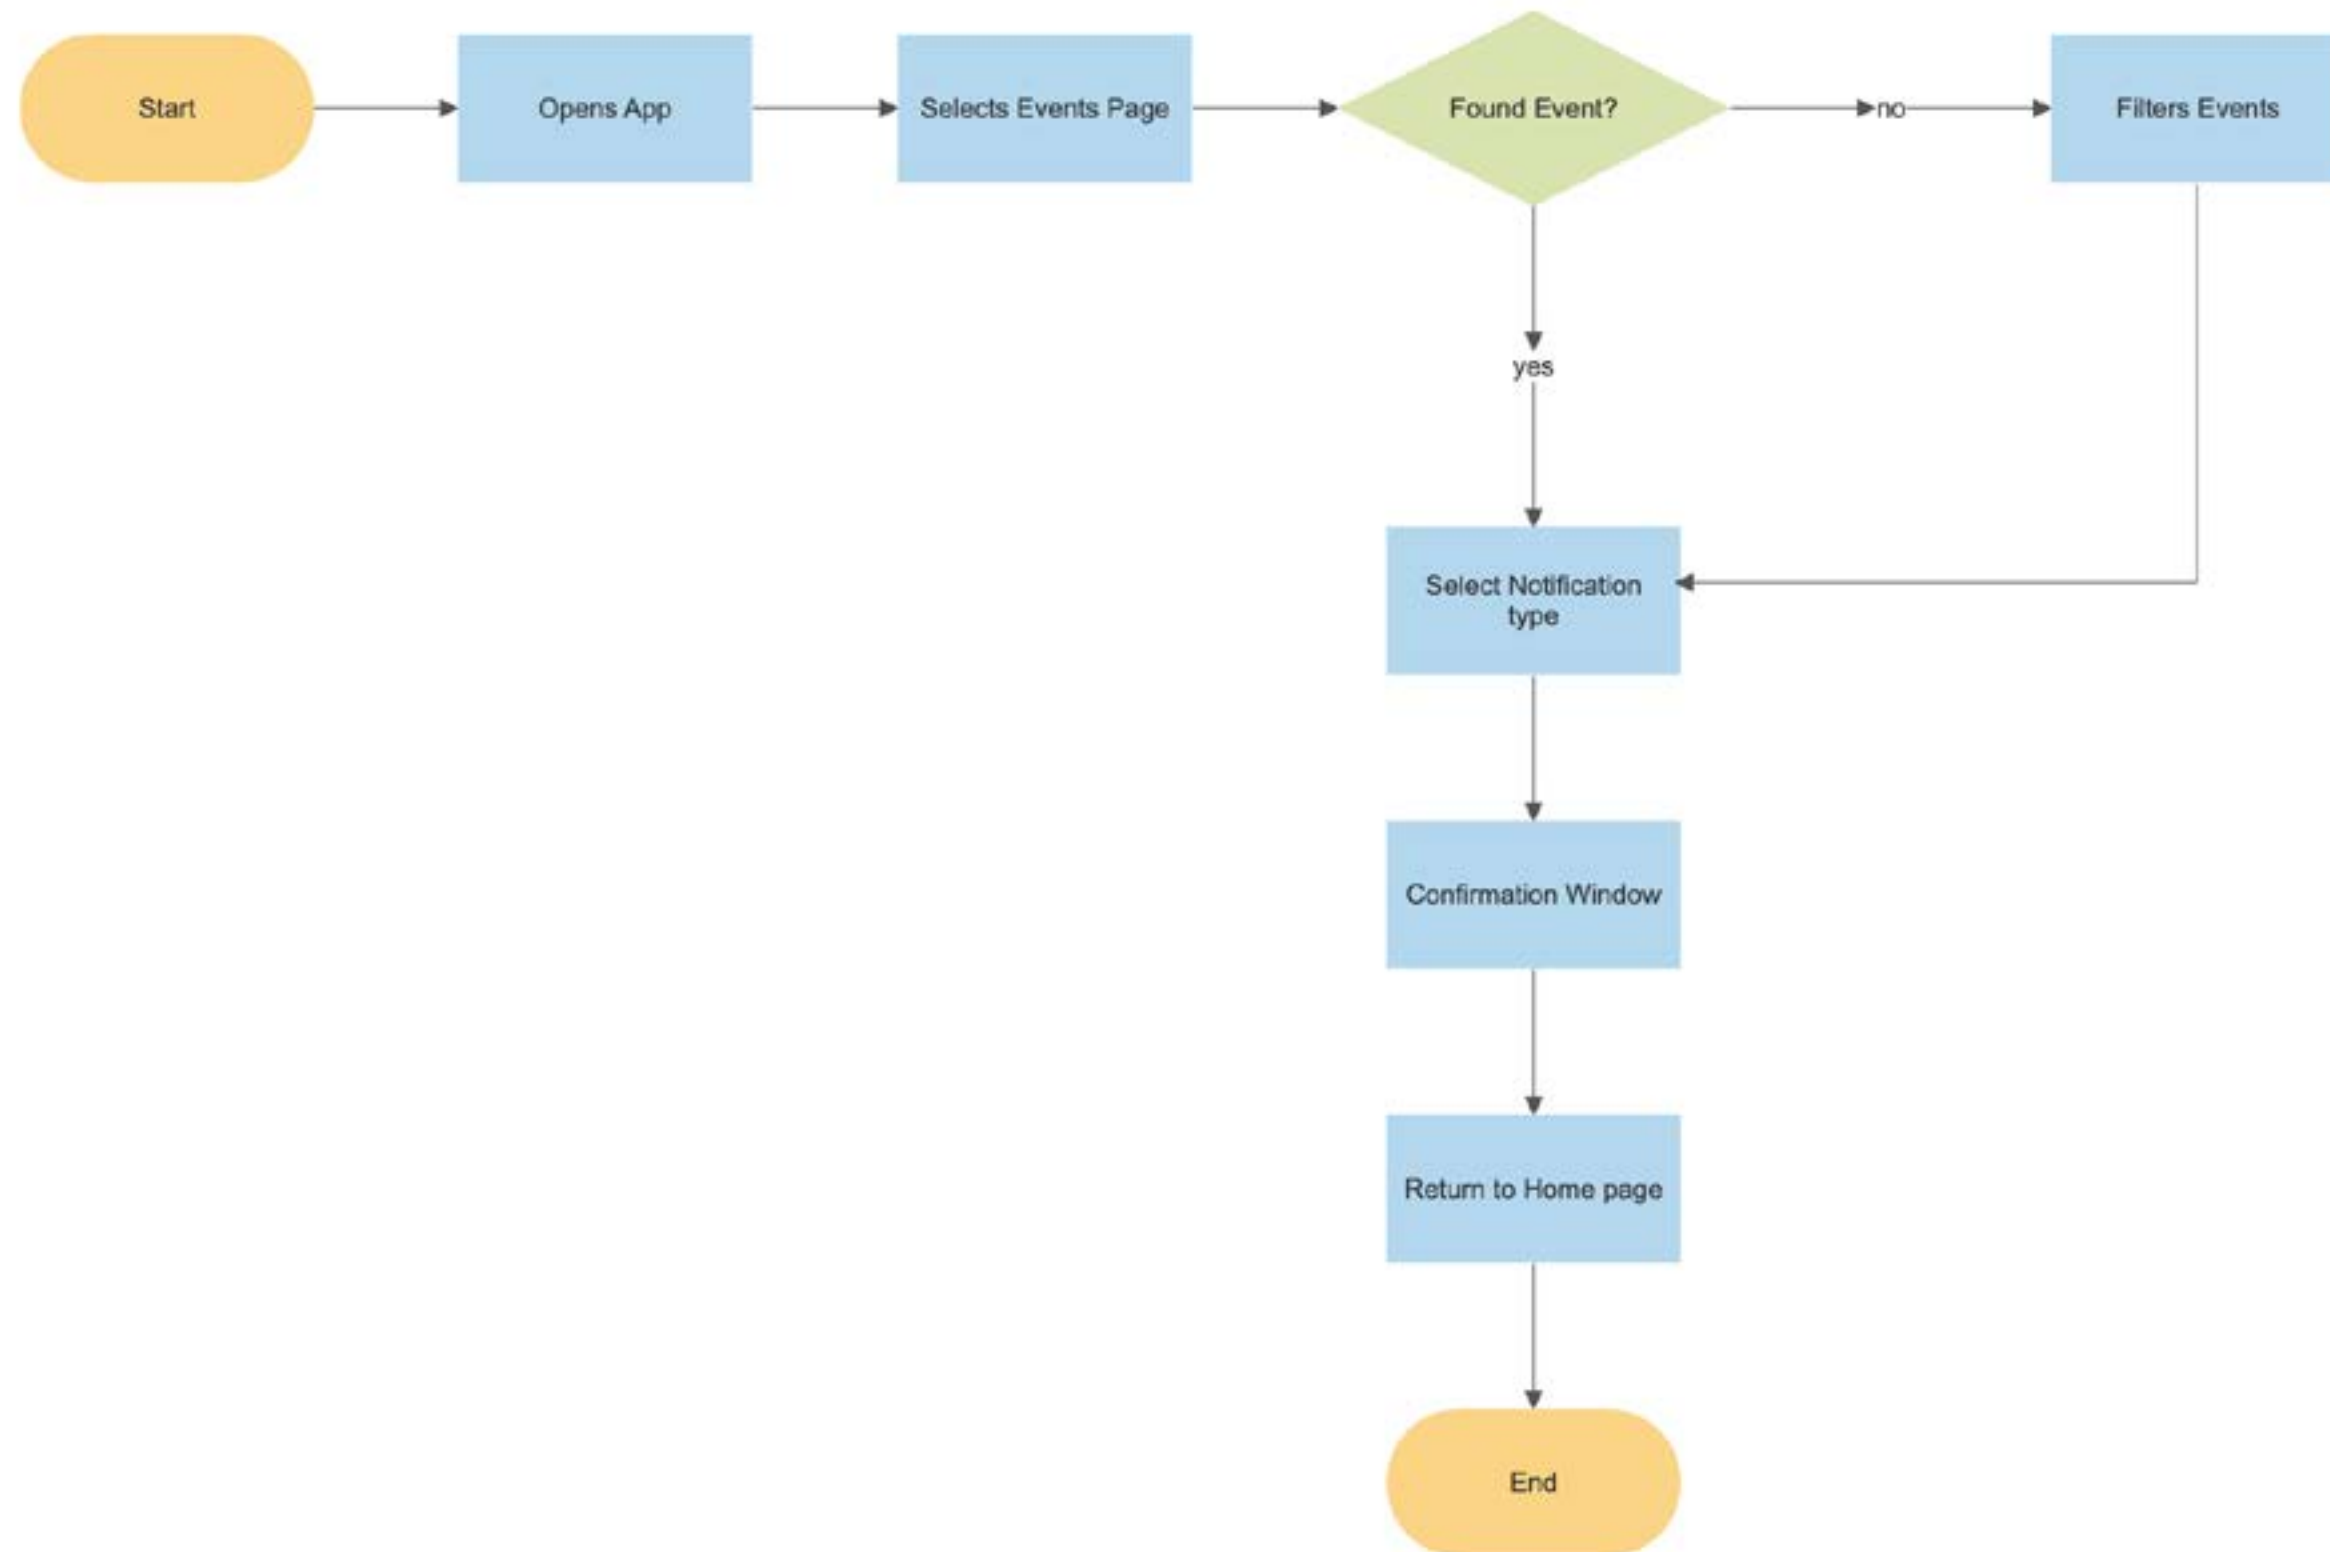 Start
Opens App
Selects Events Page
Found Event?
no
Filters Events
yes
Select Notification
type
Confirmation Window
Return to Home page
End